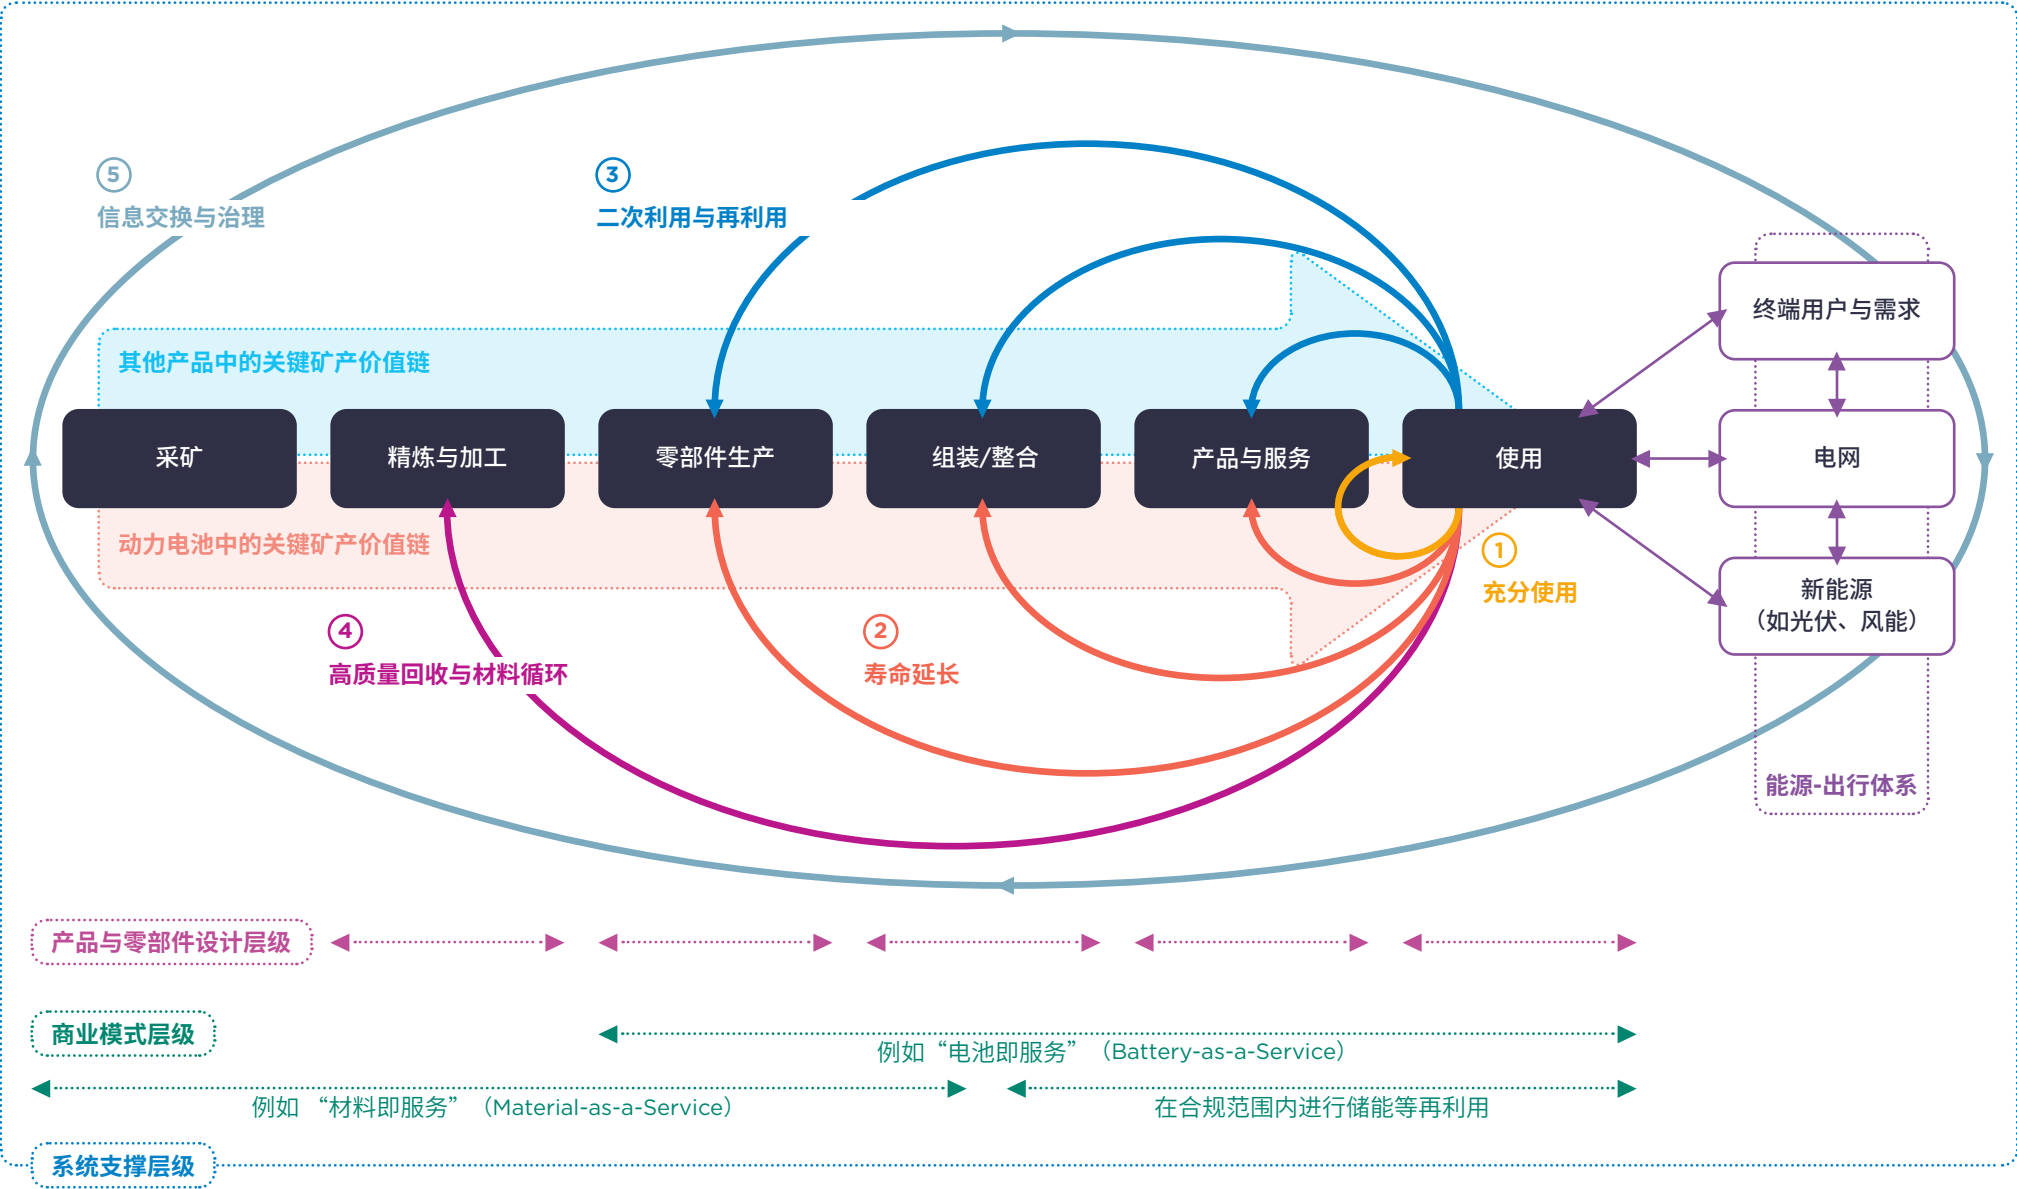 ⑤
信息交换与治理
③
二次利用与再利用
其他产品中的关键矿产价值链
采矿
精炼与加工
零部件生产
组装/整合
产品与服务
使用
动力电池中的关键矿产价值链
①
充分使用
②
寿命延长
④
高质量回收与材料循环
终端用户与需求
电网
新能源
（如光伏、风能）
能源-出行体系
产品与零部件设计层级
商业模式层级
例如“电池即服务”（Battery-as-a-Service）
例如 “材料即服务”（Material-as-a-Service）
在合规范围内进行储能等再利用
系统支撑层级